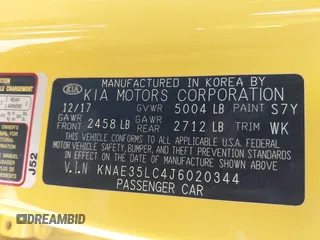 KIA
MANUFACTURED IN KOREA BY
KIA MOTORS CORPORATION
12/17 GVWR 5004 LB PAINT S7Y
GAWR FRONT 2458 LB GAWR REAR 2712 LB TRIM WK
THIS VEHICLE CONFORMS TO ALL APPLICABLE U.S.A. FEDERAL
MOTOR VEHICLE SAFETY, BUMPER, AND THEFT PREVENTION STANDARDS
IN EFFECT ON THE DATE OF MANUFACTURE SHOWN ABOVE.
V.I.N KNAE35LC4J6020344
PASSENGER CAR
J52
DREAMBID